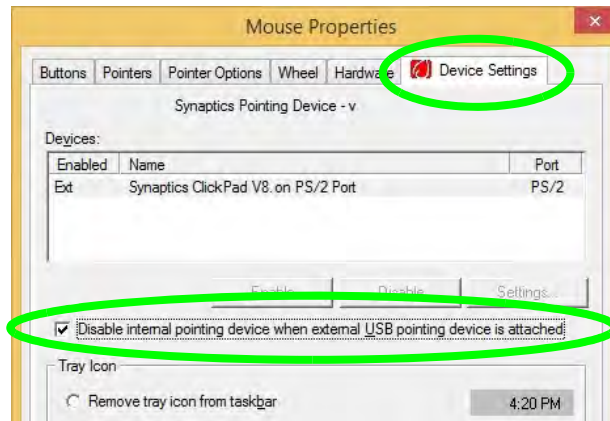 Mouse Properties
Buttons Pointers Pointer Options Wheel Hardware Device Settings
Synaptics Pointing Device - v
Devices:
Enabled Name Port
Ext Synaptics ClickPad V8. on PS/2 Port PS/2
Enable Disable Settings...
Disable internal pointing device when external USB pointing device is attached
Tray Icon
Remove tray icon from taskbar 4:20 PM